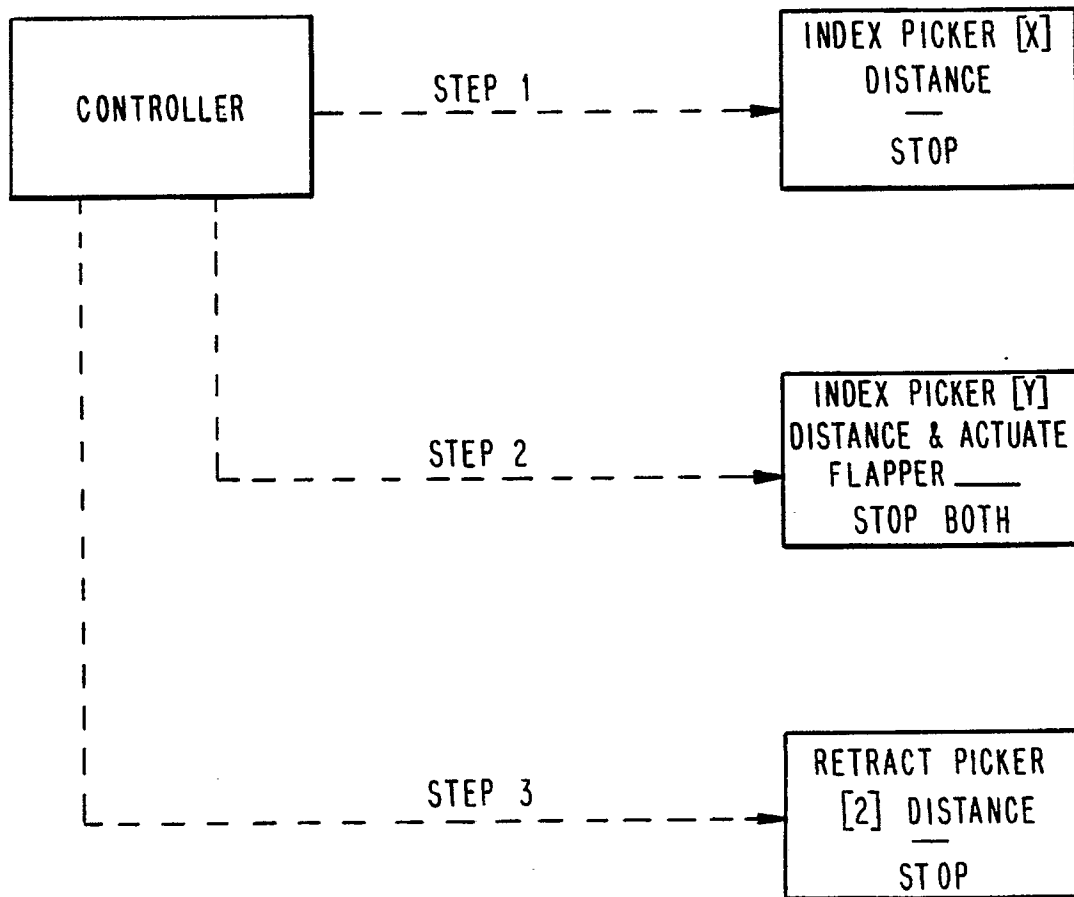 CONTROLLER
STEP 1
INDEX PICKER [X]
DISTANCE
—
STOP
STEP 2
INDEX PICKER [Y]
DISTANCE & ACTUATE
FLAPPER ____
STOP BOTH
STEP 3
RETRACT PICKER
[2] DISTANCE
—
STOP